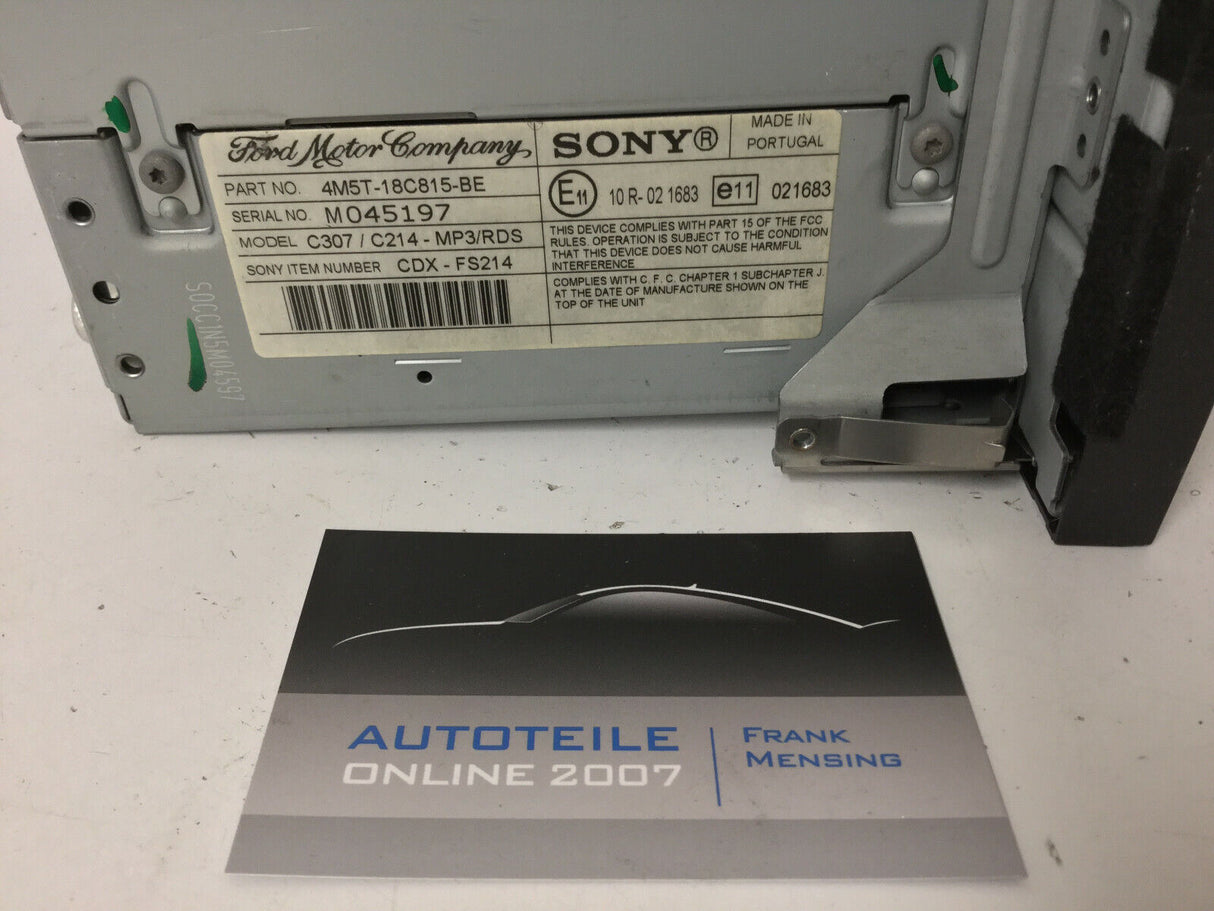 Ford Motor Company
SONY®
MADE IN
PORTUGAL
PART NO. 4M5T-18C815-BE
SERIAL NO. M045197
MODEL C307 / C214 - MP3/RDS
SONY ITEM NUMBER CDX - FS214
E11 10 R- 02 1683 e11 021683
THIS DEVICE COMPLIES WITH PART 15 OF THE FCC
RULES. OPERATION IS SUBJECT TO THE CONDITION
THAT THIS DEVICE DOES NOT CAUSE HARMFUL
INTERFERENCE
COMPLIES WITH C. F. C. CHAPTER 1 SUBCHAPTER J.
AT THE DATE OF MANUFACTURE SHOWN ON THE
TOP OF THE UNIT
AUTOTEILE
ONLINE 2007
FRANK
MENSING